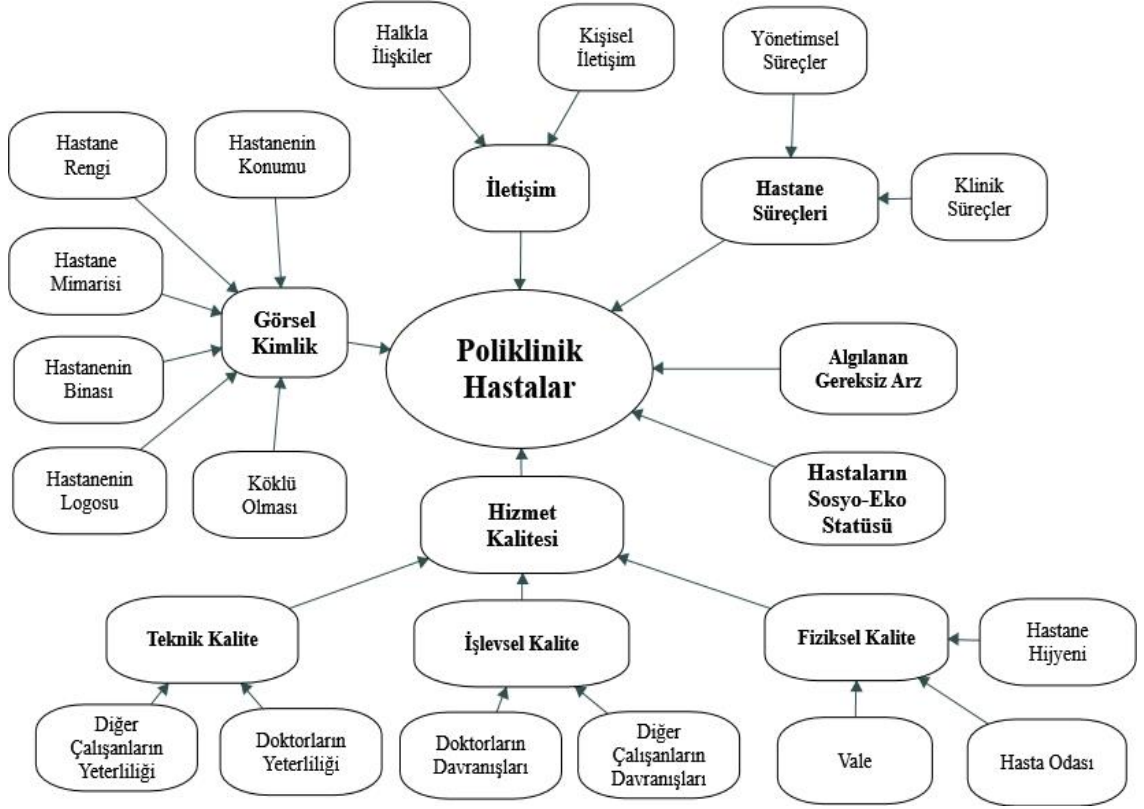 Halkla
İlişkiler
Kişisel
İletişim
Yönetimsel
Süreçler
Hastane
Rengi
Hastanenin
Konumu
İletişim
Hastane
Süreçleri
Klinik
Süreçler
Hastane
Mimarisi
Görsel
Kimlik
Poliklinik
Hastalar
Algılanan
Gereksiz Arz
Hastanenin
Binası
Hastanenin
Logosu
Köklü
Olması
Hizmet
Kalitesi
Hastaların
Sosyo-Eko
Statüsü
Teknik Kalite
İşlevsel Kalite
Fiziksel Kalite
Hastane
Hijyeni
Diğer
Çalışanların
Yeterliliği
Doktorların
Yeterliliği
Doktorların
Davranışları
Diğer
Çalışanların
Davranışları
Vale
Hasta Odası